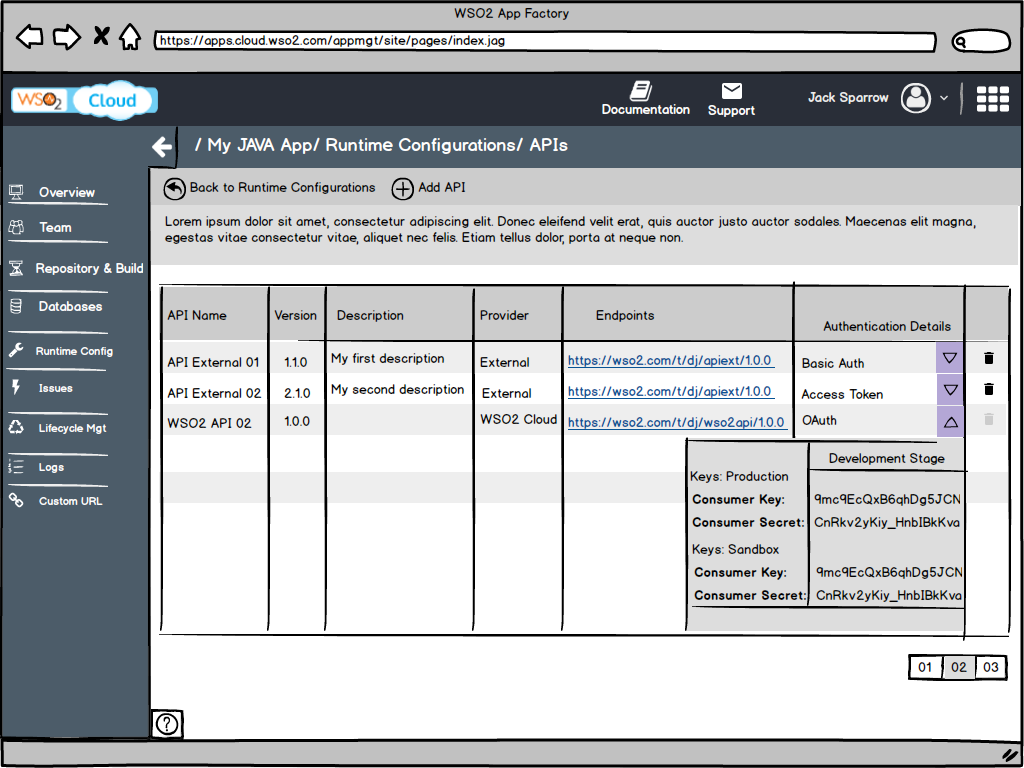 WSO2 App Factory
https://apps.cloud.wso2.com/appmgt/site/pages/index.jag
WSO2 Cloud
Documentation
Support
Jack Sparrow
/ My JAVA App/ Runtime Configurations/ APIs
Back to Runtime Configurations
Add API
Lorem ipsum dolor sit amet, consectetur adipiscing elit. Donec eleifend velit erat, quis auctor justo auctor sodales. Maecenas elit magna,
egestas vitae consectetur vitae, aliquet nec felis. Etiam tellus dolor, porta at neque non.
Overview
Team
Repository & Build
Databases
Runtime Config
Issues
Lifecycle Mgt
Logs
Custom URL
API Name Version Description Provider Endpoints Authentication Details
API External 01 1.1.0 My first description External https://wso2.com/t/dj/apiext/1.0.0 Basic Auth
API External 02 2.1.0 My second description External https://wso2.com/t/dj/apiext/1.0.0 Access Token
WSO2 API 02 1.0.0 WSO2 Cloud https://wso2.com/t/dj/wso2api/1.0.0 OAuth
Development Stage
Keys: Production
Consumer Key: 9mc9EcQxB6qhDg5JCN
Consumer Secret: CnRkv2yKiy_HnbIBkKva
Keys: Sandbox
Consumer Key: 9mc9EcQxB6qhDg5JCN
Consumer Secret: CnRkv2yKiy_HnbIBkKva
01 02 03
?